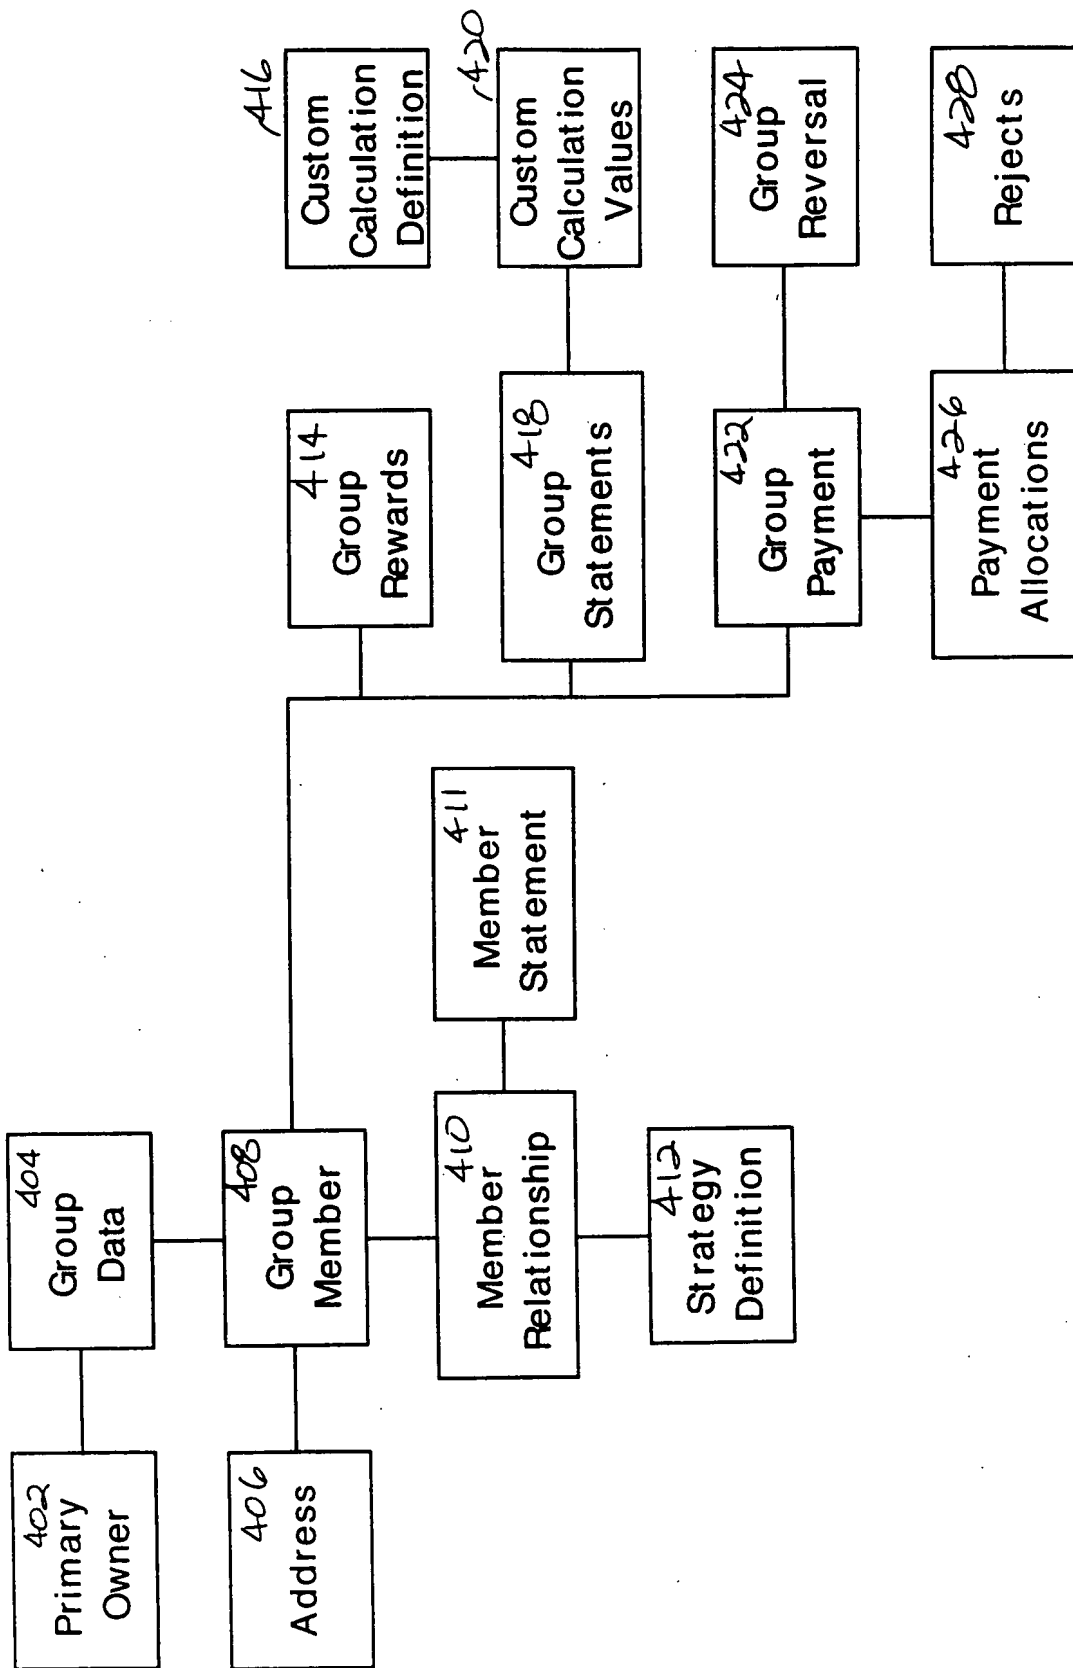 402
Primary
Owner
404
Group
Data
406
Address
408
Group
Member
410
Member
Relationship
411
Member
Statement
412
Strategy
Definition
414
Group
Rewards
416
Custom
Calculation
Definition
418
Group
Statements
420
Custom
Calculation
Values
422
Group
Payment
424
Group
Reversal
426
Payment
Allocations
428
Rejects